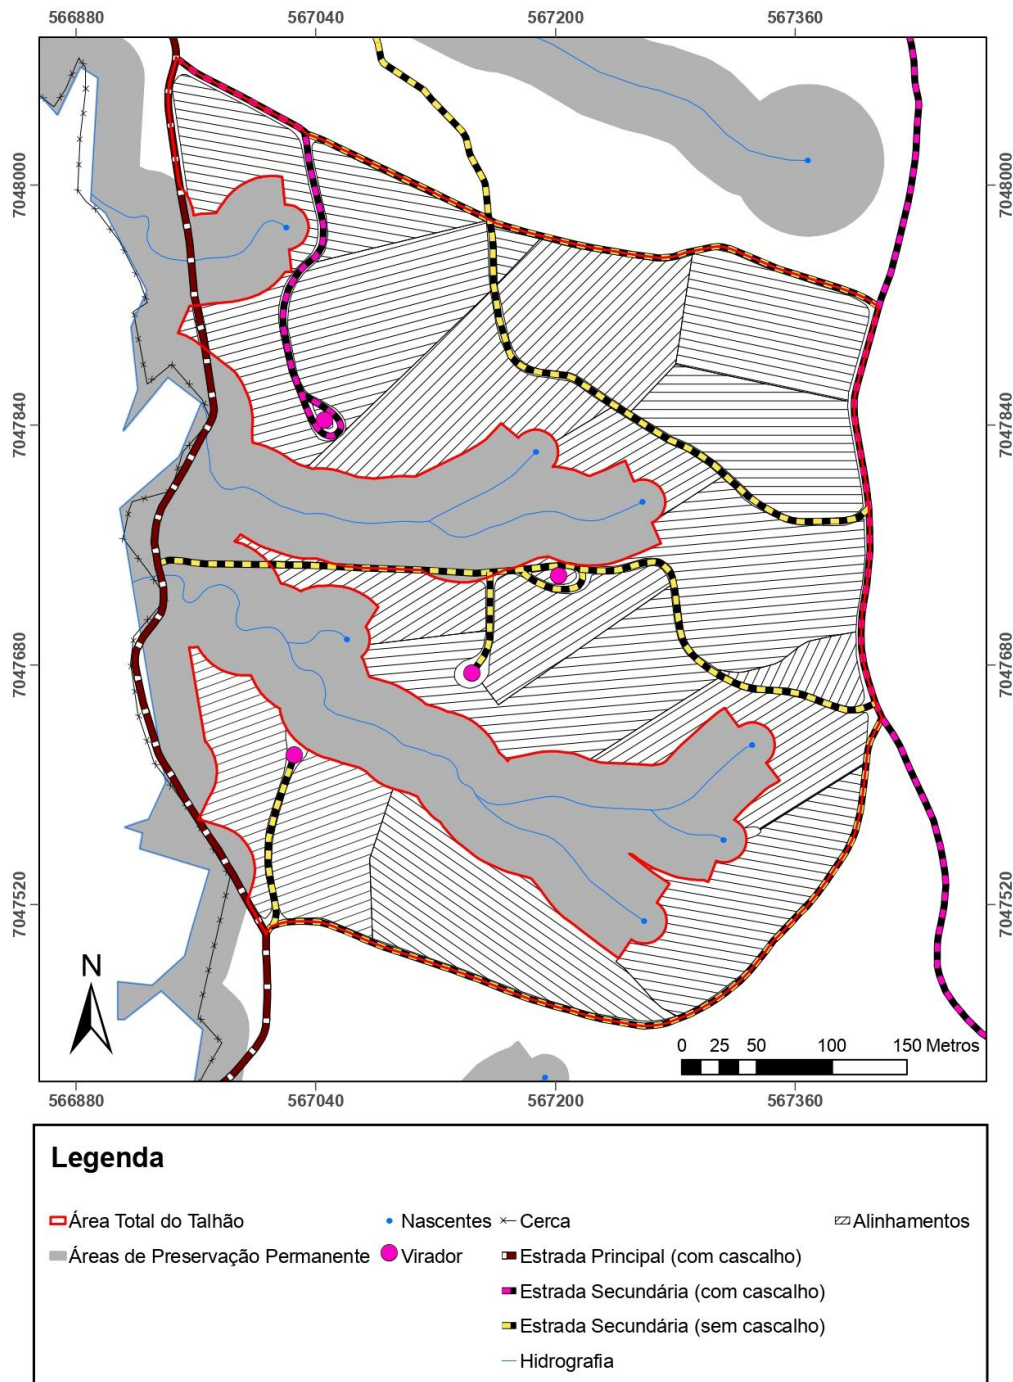 566880 567040 567200 567360
7048000 7048000
7047840 7047840
7047680 7047680
7047520 7047520
N
0 25 50 100 150 Metros
566880 567040 567200 567360
Legenda
Área Total do Talhão Nascentes Cerca Alinhamentos
Áreas de Preservação Permanente Virador Estrada Principal (com cascalho)
Estrada Secundária (com cascalho)
Estrada Secundária (sem cascalho)
Hidrografia